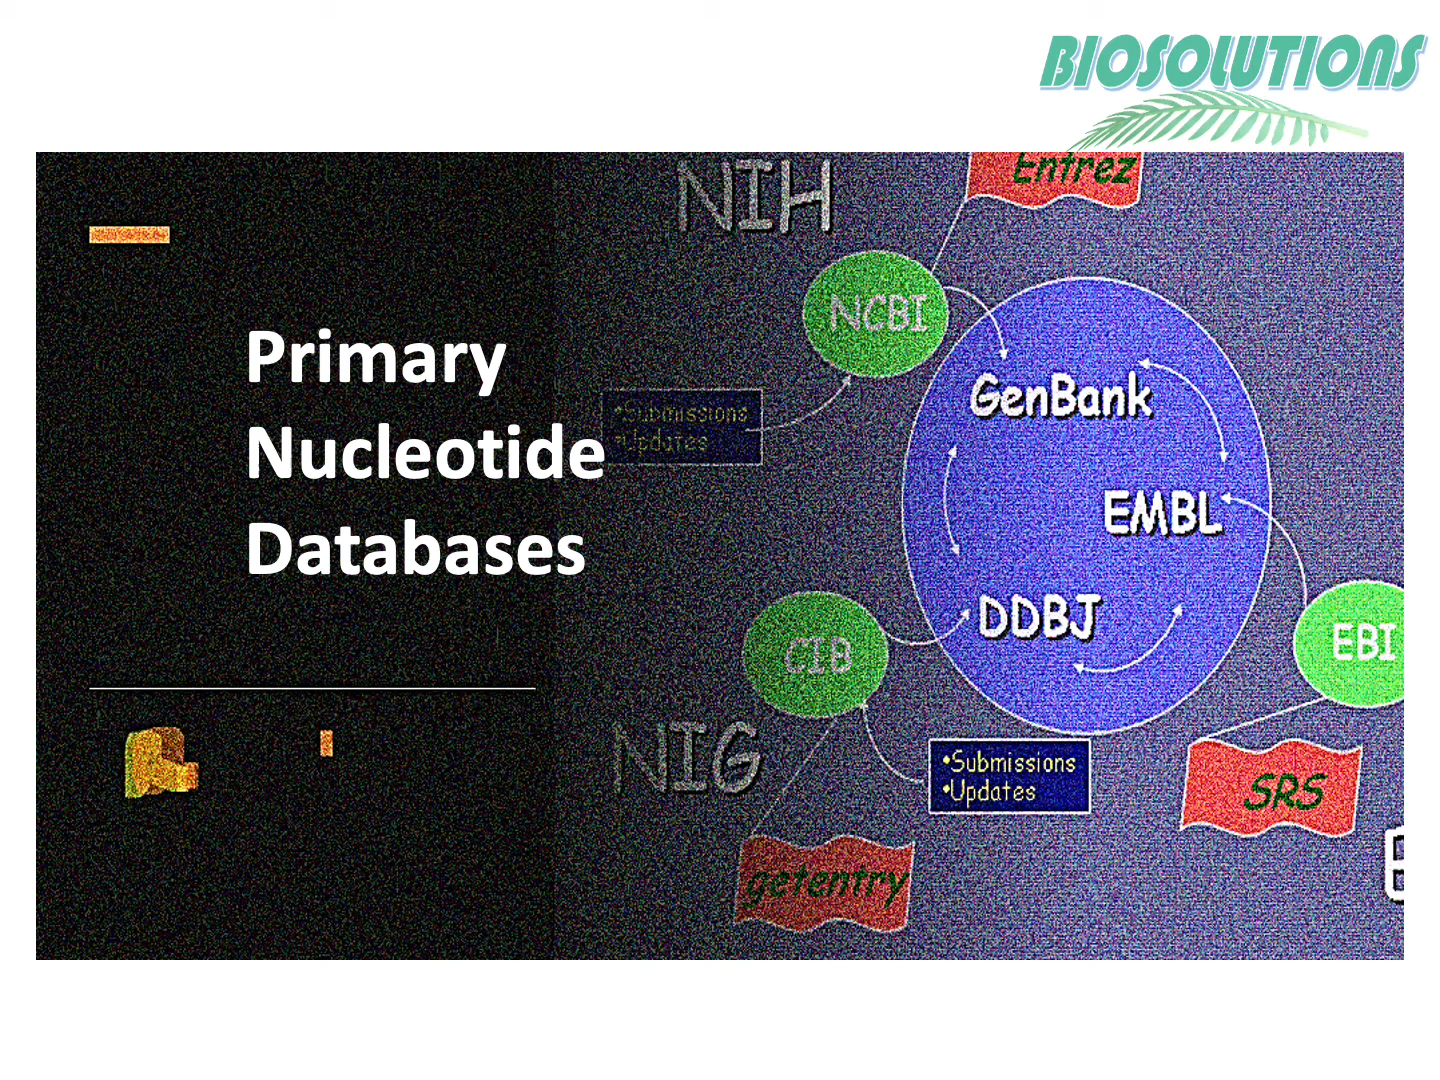 BIOSOLUTIONS
Primary
Nucleotide
Databases
NIH
Entrez
NCBI
•Submissions
•Updates
GenBank
EMBL
DDBJ
CIB
EBI
NIG
•Submissions
•Updates
SRS
getentry